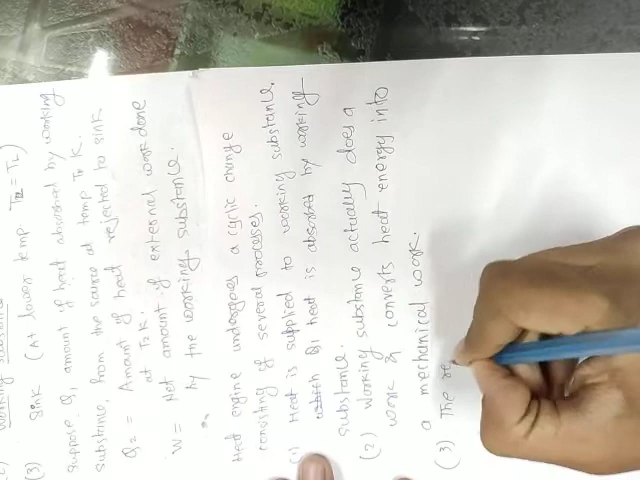 working substance
(3) Sink (At lower temp T2 = TL)
suppose Q1 amount of heat absorbed by working
substance, from the source at temp T1 K.
Q2 = Amount of heat rejected to sink
at T2 K.
W = Net amount of external work done
by the working substance.
Heat engine undergoes a cyclic change
consisting of several processes.
(1) Heat is supplied to working substance.
Q1 heat is absorbed by working
substance.
(2) Working substance actually does a
work & converts heat energy into
a mechanical work.
(3) The re